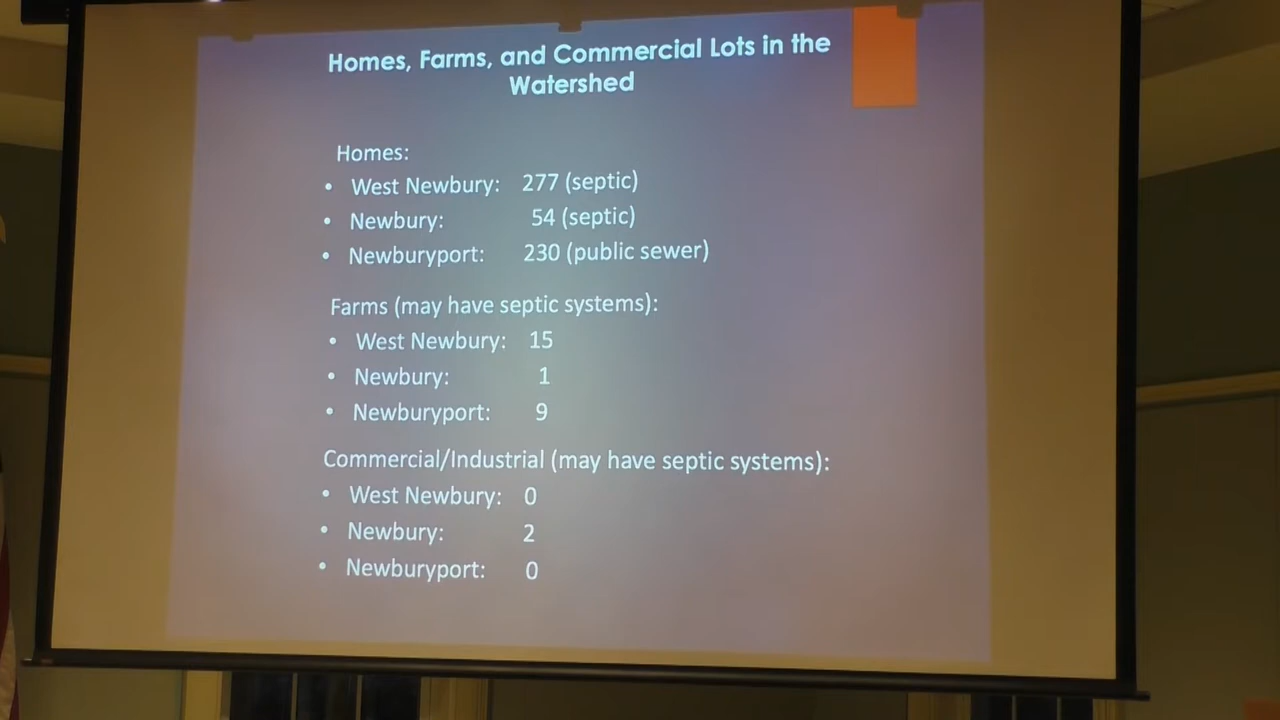 Homes, Farms, and Commercial Lots in the
Watershed
Homes:
• West Newbury: 277 (septic)
• Newbury: 54 (septic)
• Newburyport: 230 (public sewer)
Farms (may have septic systems):
• West Newbury: 15
• Newbury: 1
• Newburyport: 9
Commercial/Industrial (may have septic systems):
• West Newbury: 0
• Newbury: 2
• Newburyport: 0